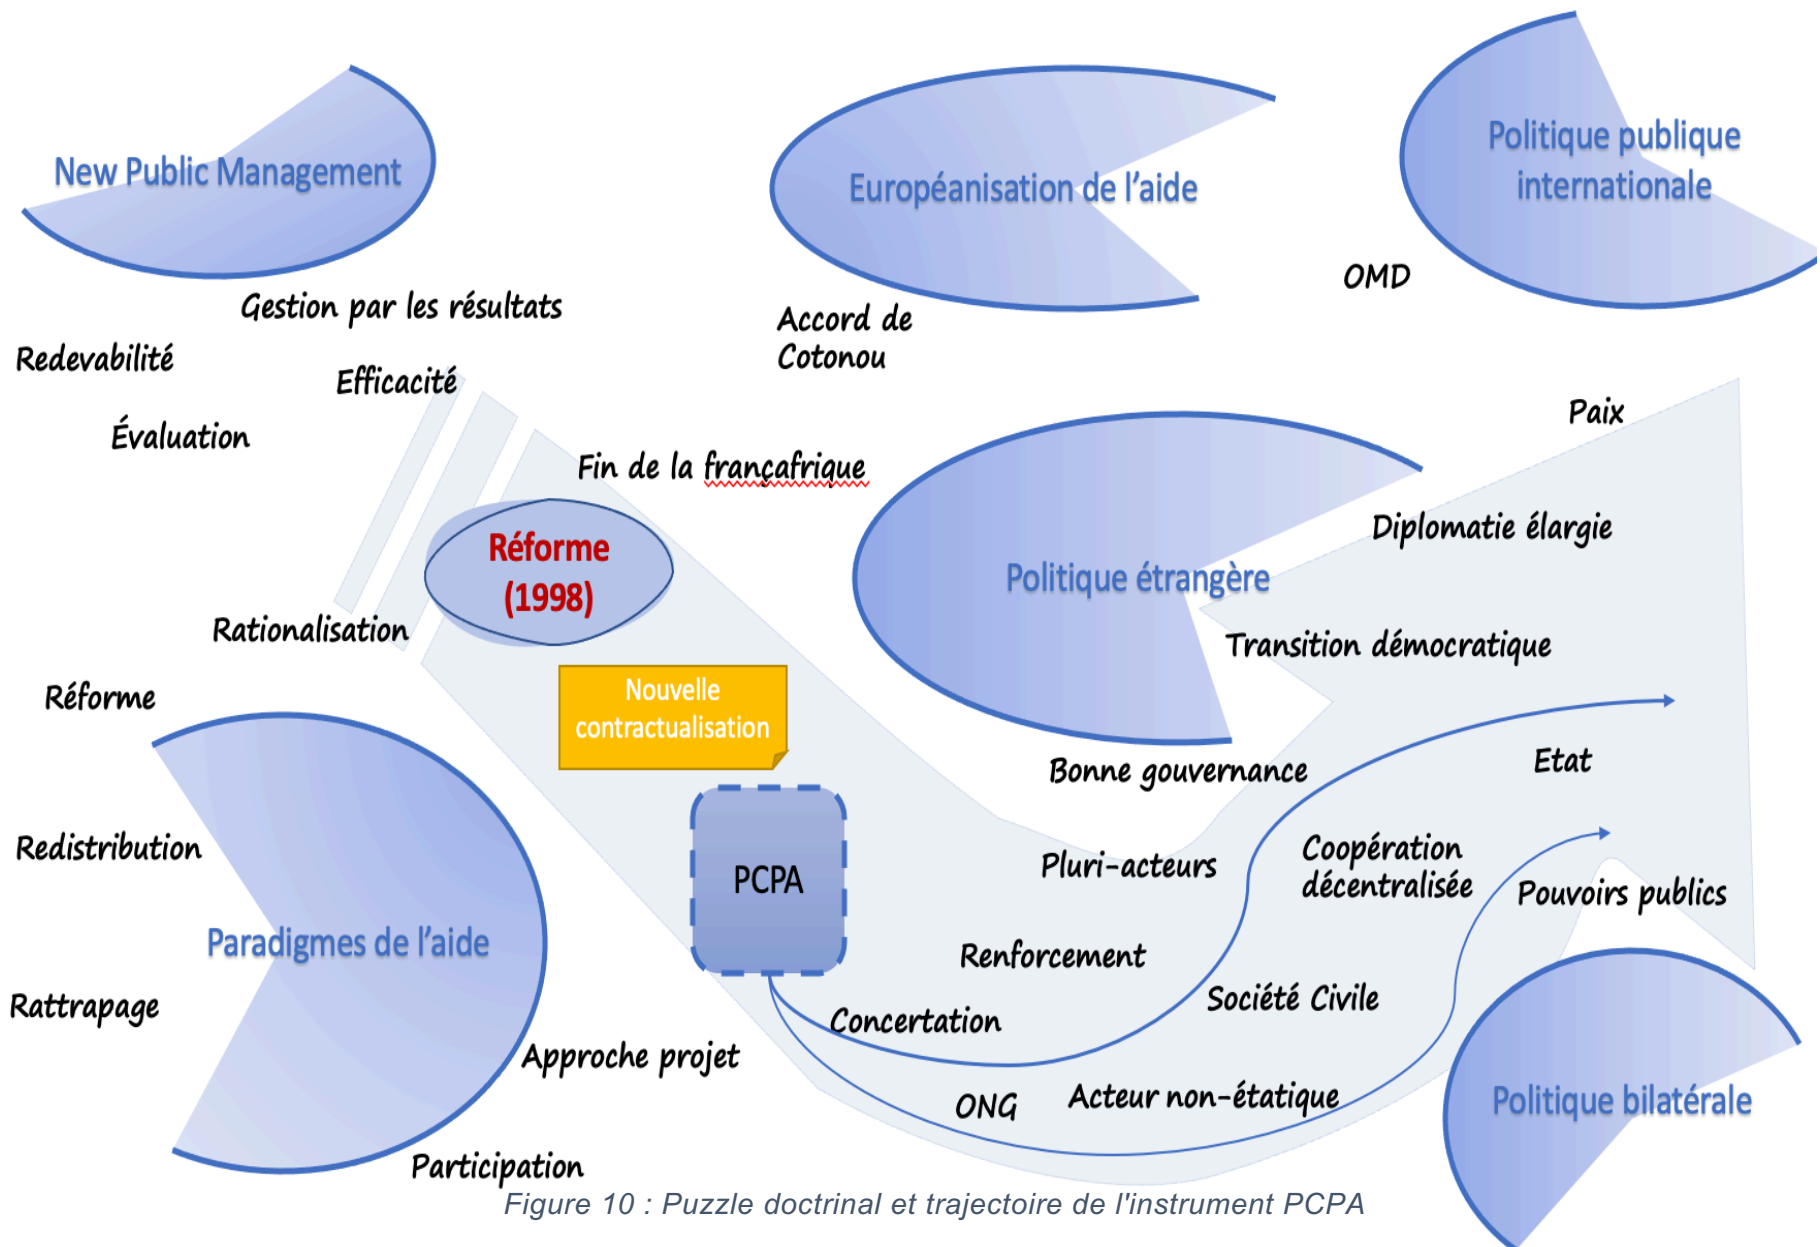 New Public Management
Européanisation de l'aide
Politique publique
internationale
OMD
Gestion par les résultats
Accord de
Cotonou
Redevabilité
Efficacité
Évaluation
Paix
Fin de la françafrique
Diplomatie élargie
Réforme
(1998)
Politique étrangère
Rationalisation
Transition démocratique
Réforme
Nouvelle
contractualisation
Bonne gouvernance
Etat
Redistribution
PCPA
Pluri-acteurs
Coopération
décentralisée
Pouvoirs publics
Paradigmes de l'aide
Renforcement
Société Civile
Rattrapage
Concertation
Approche projet
ONG
Acteur non-étatique
Politique bilatérale
Participation
Figure 10 : Puzzle doctrinal et trajectoire de l'instrument PCPA